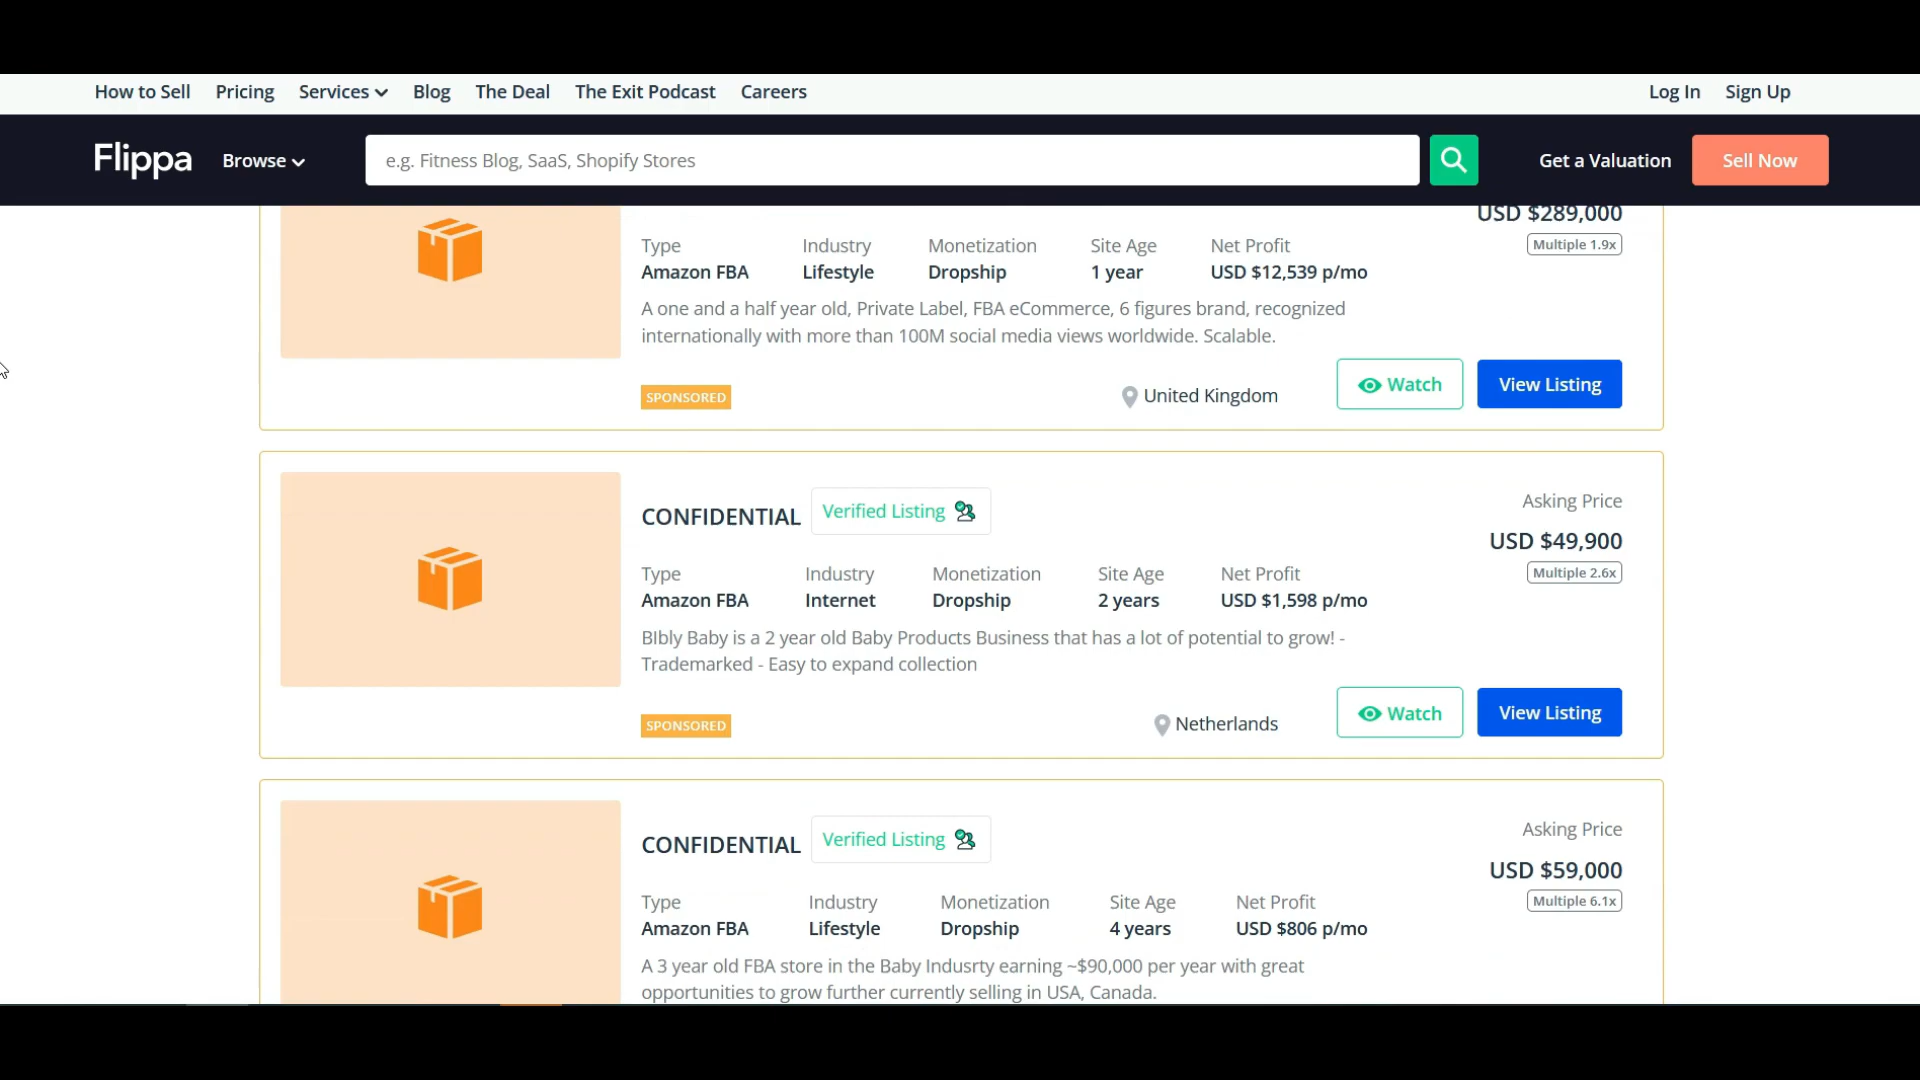 How to Sell Pricing Services Blog The Deal The Exit Podcast Careers Log In Sign Up
Flippa Browse e.g. Fitness Blog, SaaS, Shopify Stores Get a Valuation Sell Now
USD $289,000
Multiple 1.9x
Type Industry Monetization Site Age Net Profit
Amazon FBA Lifestyle Dropship 1 year USD $12,539 p/mo
A one and a half year old, Private Label, FBA eCommerce, 6 figures brand, recognized
internationally with more than 100M social media views worldwide. Scalable.
SPONSORED United Kingdom Watch View Listing
CONFIDENTIAL Verified Listing Asking Price
USD $49,900
Multiple 2.6x
Type Industry Monetization Site Age Net Profit
Amazon FBA Internet Dropship 2 years USD $1,598 p/mo
BIbly Baby is a 2 year old Baby Products Business that has a lot of potential to grow! -
Trademarked - Easy to expand collection
SPONSORED Netherlands Watch View Listing
CONFIDENTIAL Verified Listing Asking Price
USD $59,000
Multiple 6.1x
Type Industry Monetization Site Age Net Profit
Amazon FBA Lifestyle Dropship 4 years USD $806 p/mo
A 3 year old FBA store in the Baby Indusrty earning ~$90,000 per year with great
opportunities to grow further currently selling in USA, Canada.